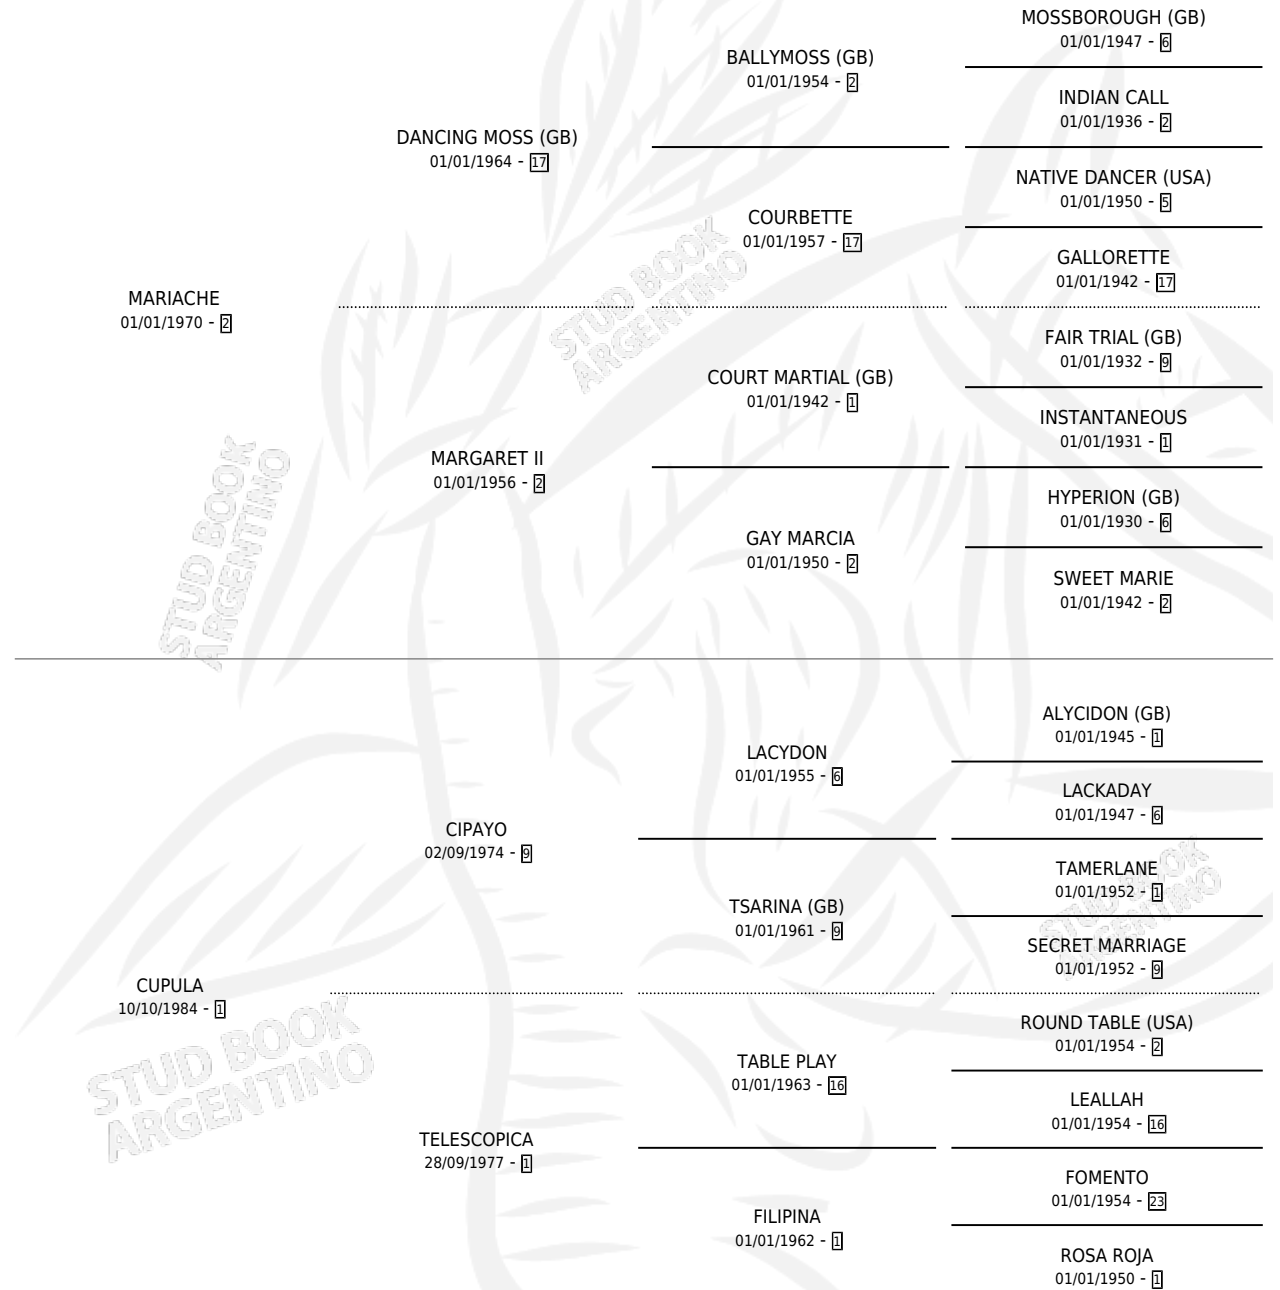 MOSSBOROUGH (GB)
01/01/1947 - 6
BALLYMOSS (GB)
01/01/1954 - 2
INDIAN CALL
01/01/1936 - 2
DANCING MOSS (GB)
01/01/1964 - 17
NATIVE DANCER (USA)
01/01/1950 - 5
COURBETTE
01/01/1957 - 17
GALLORETTE
01/01/1942 - 17
MARIACHE
01/01/1970 - 2
FAIR TRIAL (GB)
01/01/1932 - 9
COURT MARTIAL (GB)
01/01/1942 - 1
INSTANTANEOUS
01/01/1931 - 1
MARGARET II
01/01/1956 - 2
HYPERION (GB)
01/01/1930 - 6
GAY MARCIA
01/01/1950 - 2
SWEET MARIE
01/01/1942 - 2
STUD BOOK
ARGENTINO
STUD BOOK
ARGENTINO
ALYCIDON (GB)
01/01/1945 - 1
LACYDON
01/01/1955 - 6
LACKADAY
01/01/1947 - 6
CIPAYO
02/09/1974 - 9
TAMERLANE
01/01/1952 - 1
TSARINA (GB)
01/01/1961 - 9
SECRET MARRIAGE
01/01/1952 - 9
CUPULA
10/10/1984 - 1
ROUND TABLE (USA)
01/01/1954 - 2
TABLE PLAY
01/01/1963 - 16
LEALLAH
01/01/1954 - 16
TELESCOPICA
28/09/1977 - 1
FOMENTO
01/01/1954 - 23
FILIPINA
01/01/1962 - 1
ROSA ROJA
01/01/1950 - 1
STUD BOOK
ARGENTINO
STUD BOOK
ARGENTINO